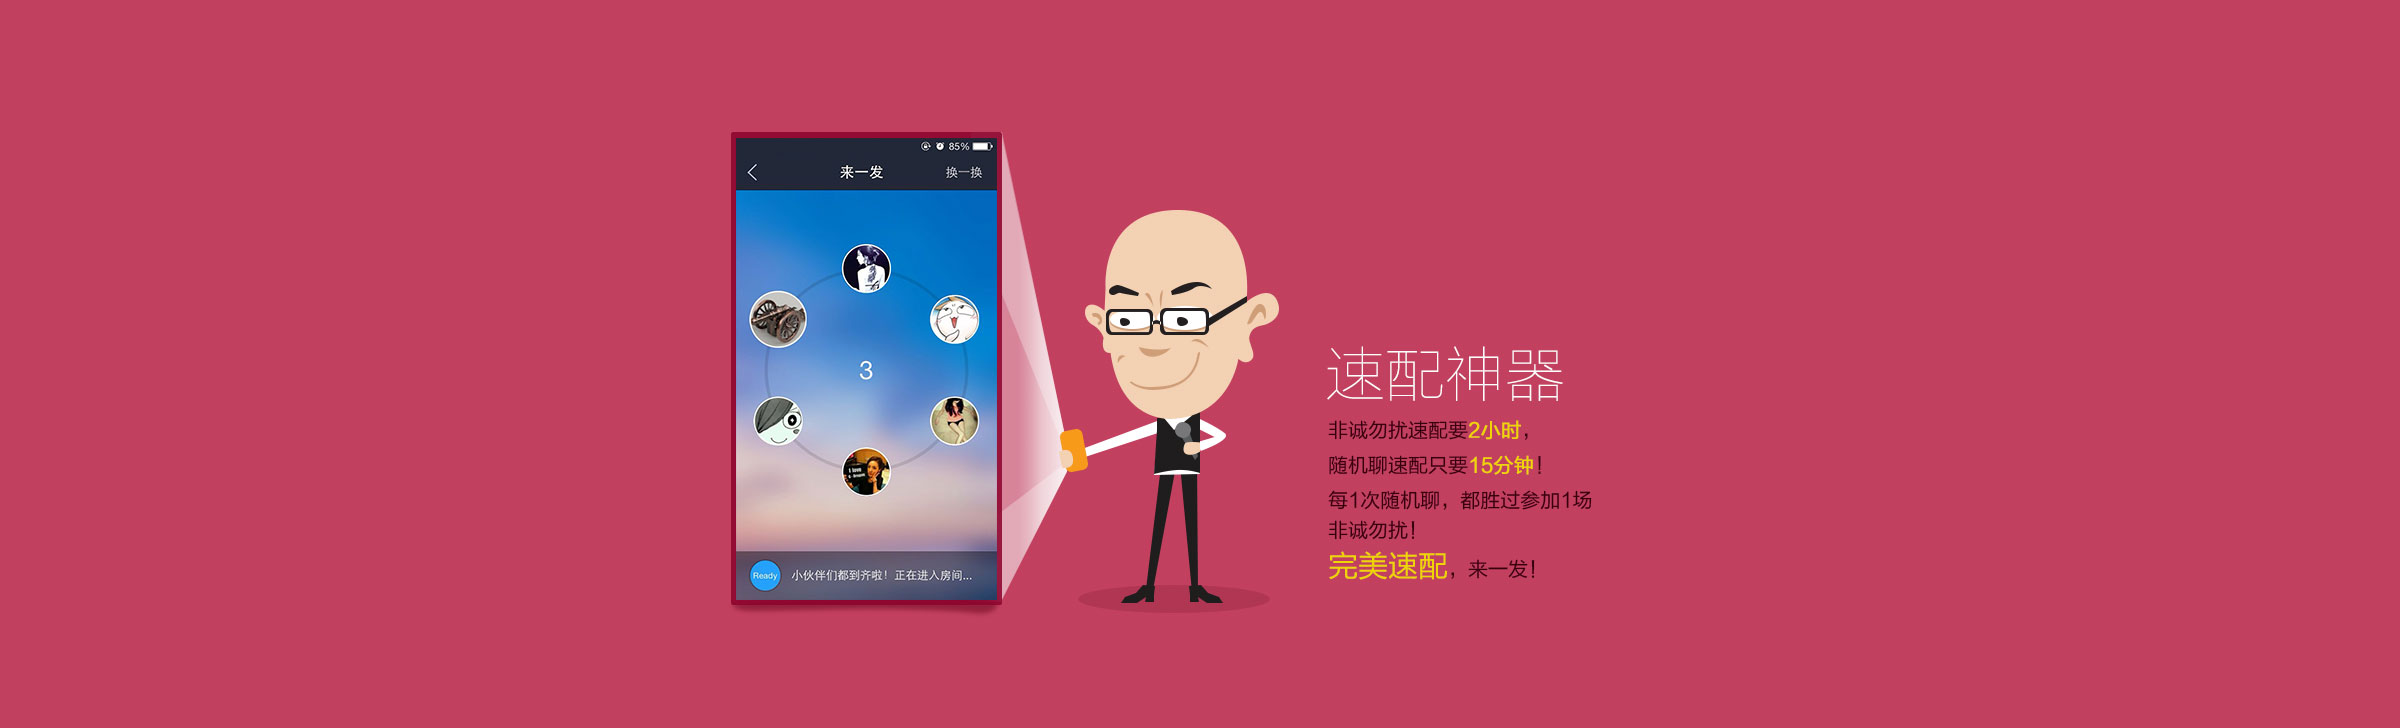 85%
来一发 换一换
3
Ready 小伙伴们都到齐啦！正在进入房间...
速配神器
非诚勿扰速配要2小时，
随机聊速配只要15分钟！
每1次随机聊，都胜过参加1场
非诚勿扰！
完美速配，来一发！